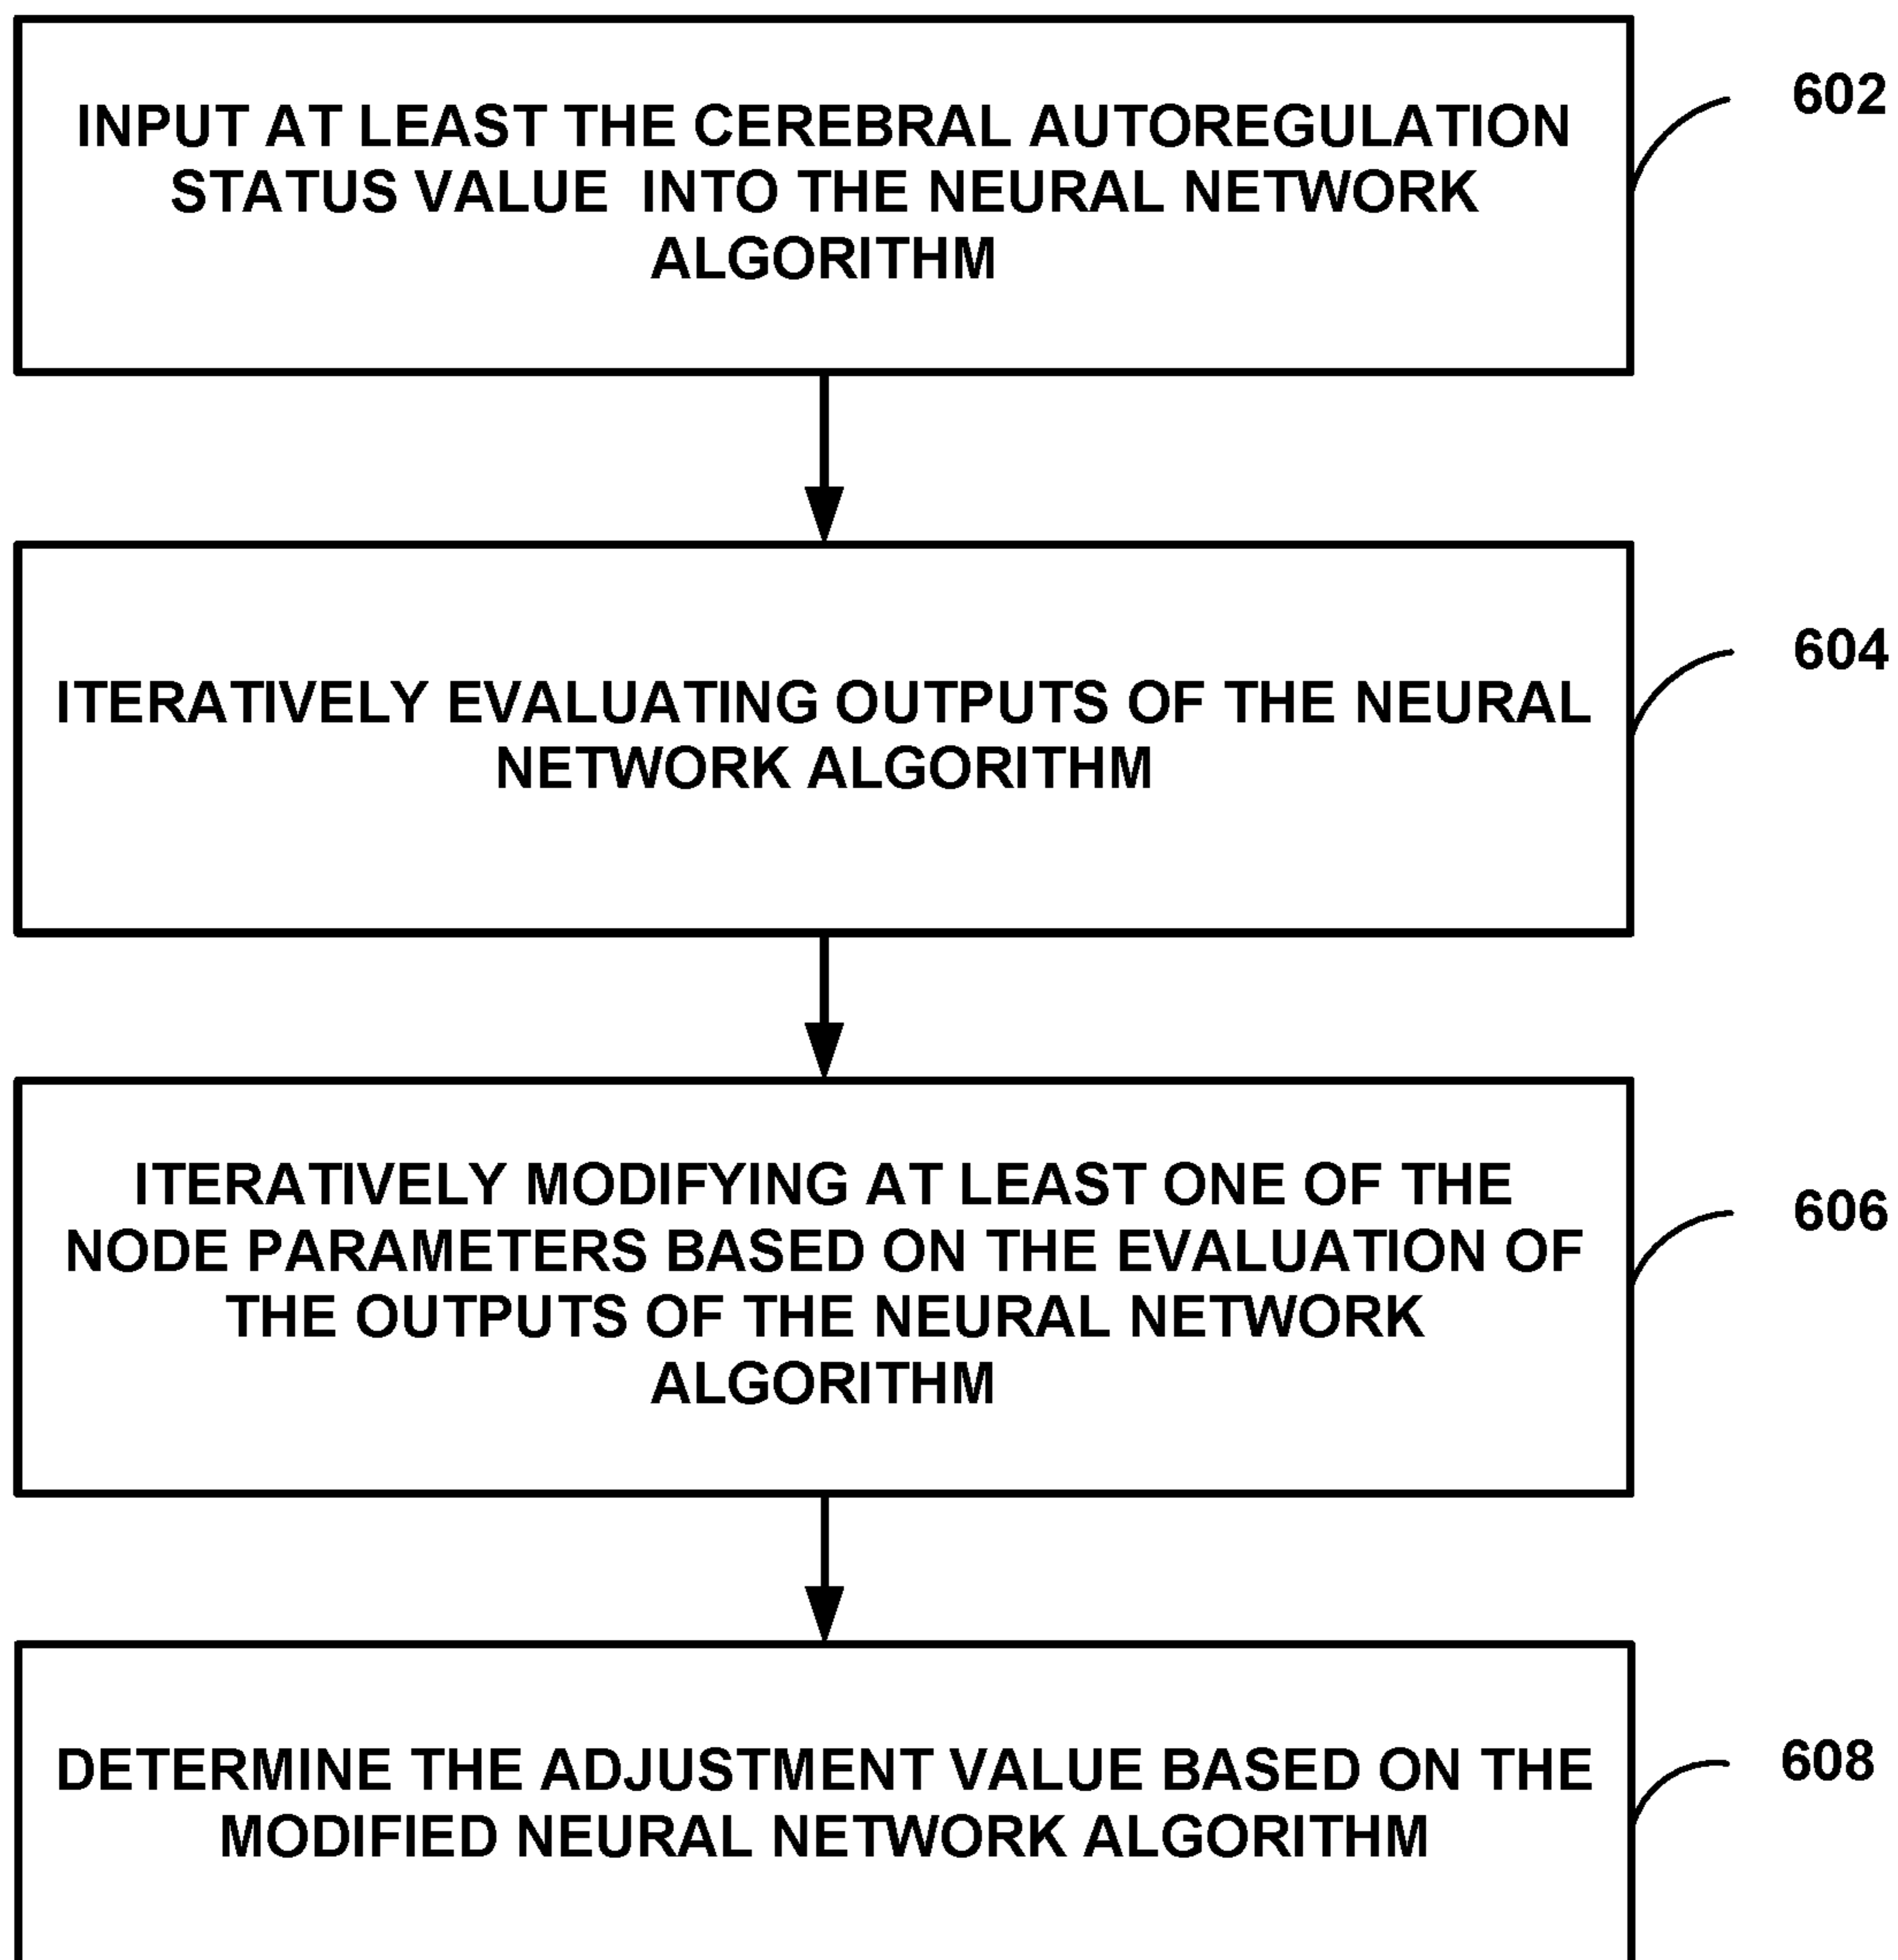 INPUT AT LEAST THE CEREBRAL AUTOREGULATION
STATUS VALUE  INTO THE NEURAL NETWORK
ALGORITHM
602
ITERATIVELY EVALUATING OUTPUTS OF THE NEURAL
NETWORK ALGORITHM
604
ITERATIVELY MODIFYING AT LEAST ONE OF THE
NODE PARAMETERS BASED ON THE EVALUATION OF
THE OUTPUTS OF THE NEURAL NETWORK
ALGORITHM
606
DETERMINE THE ADJUSTMENT VALUE BASED ON THE
MODIFIED NEURAL NETWORK ALGORITHM
608